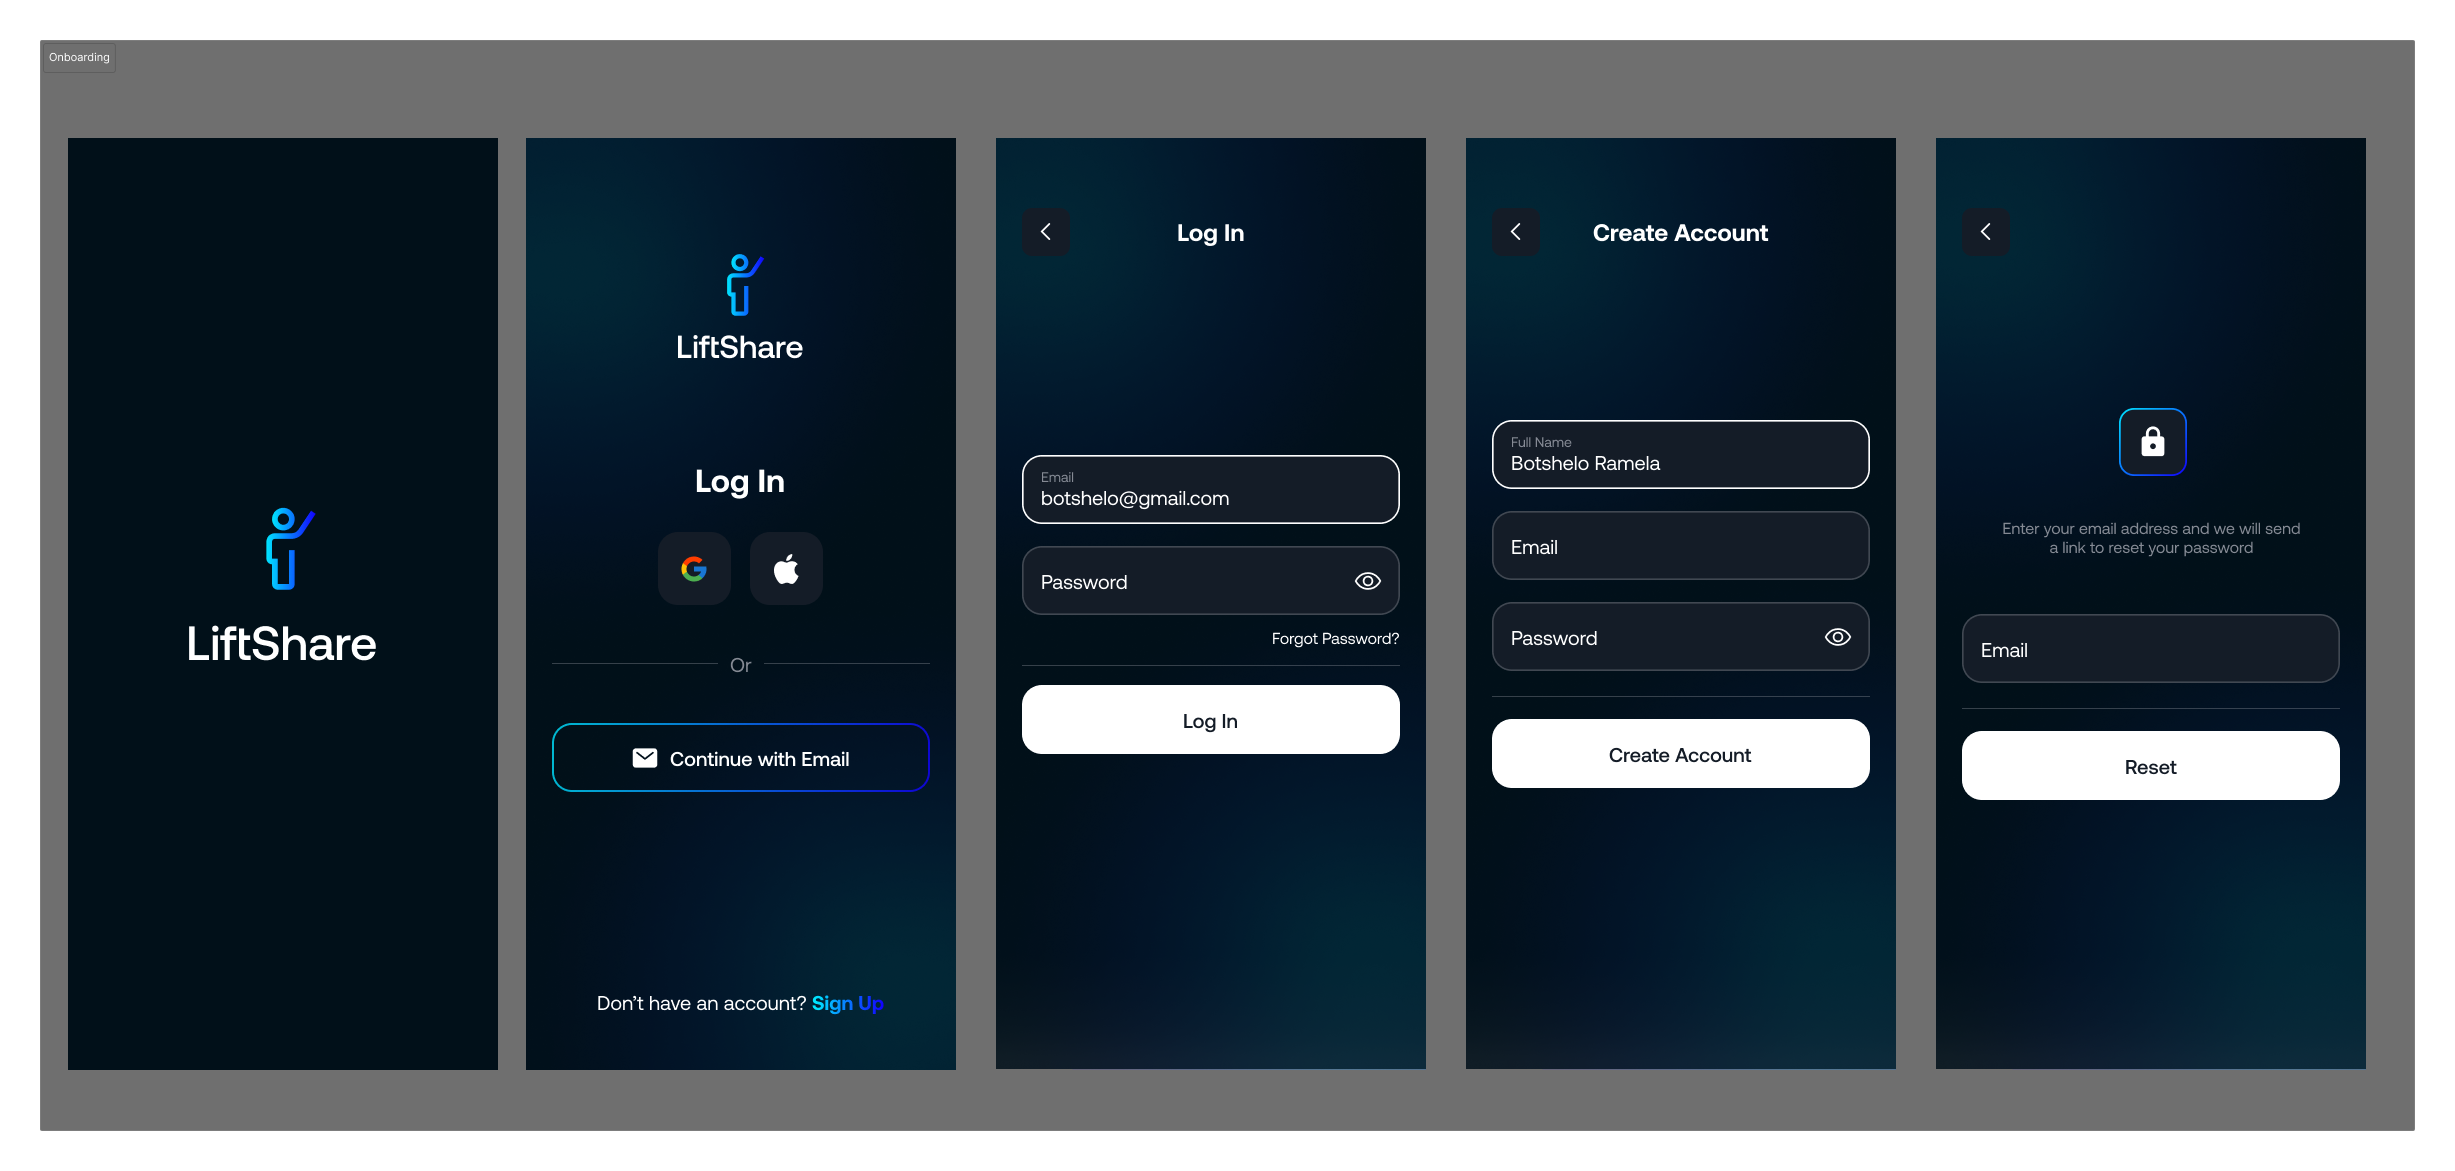 Onboarding
LiftShare
LiftShare
Log In
Or
Continue with Email
Don't have an account? Sign Up
Log In
Email
botshelo@gmail.com
Password
Forgot Password?
Log In
Create Account
Full Name
Botshelo Ramela
Email
Password
Create Account
Enter your email address and we will send
a link to reset your password
Email
Reset